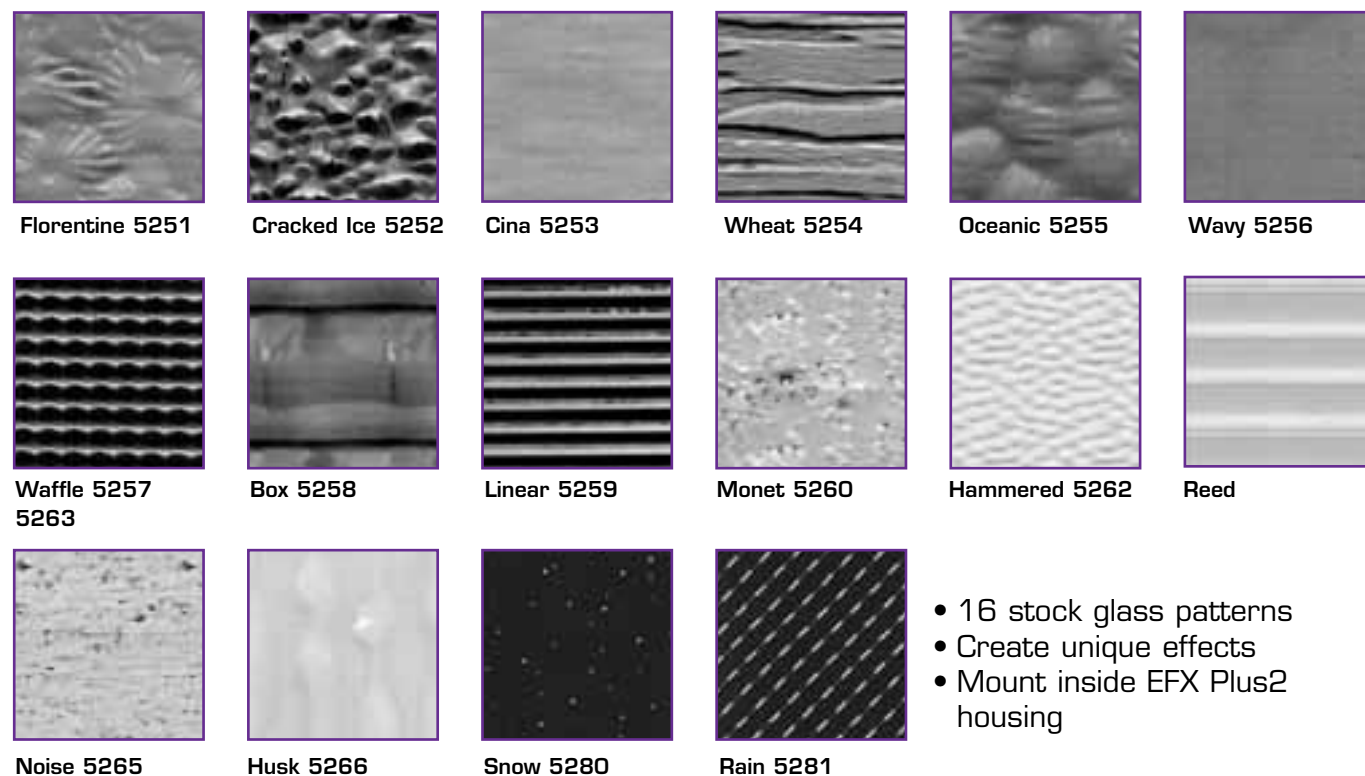 Florentine 5251
Cracked Ice 5252
Cina 5253
Wheat 5254
Oceanic 5255
Wavy 5256
Waffle 5257
5263
Box 5258
Linear 5259
Monet 5260
Hammered 5262
Reed
Noise 5265
Husk 5266
Snow 5280
Rain 5281
• 16 stock glass patterns
• Create unique effects
• Mount inside EFX Plus2
housing